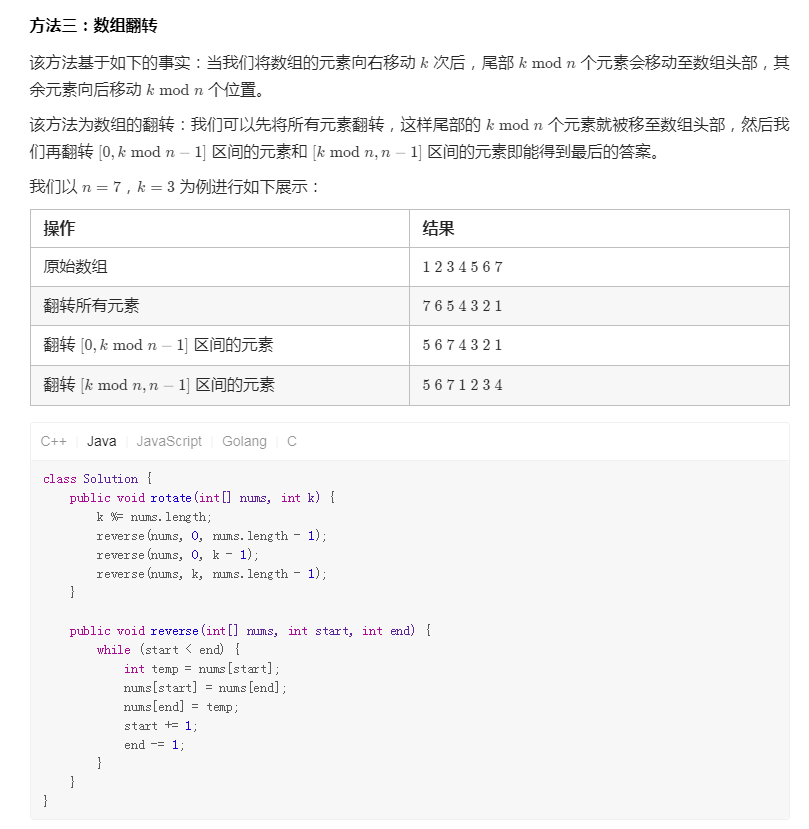 方法三：数组翻转
该方法基于如下的事实：当我们将数组的元素向右移动 k 次后，尾部 k mod n 个元素会移动至数组头部，其
余元素向后移动 k mod n 个位置。
该方法为数组的翻转：我们可以先将所有元素翻转，这样尾部的 k mod n 个元素就被移至数组头部，然后我
们再翻转 [0, k mod n − 1] 区间的元素和 [k mod n, n − 1] 区间的元素即能得到最后的答案。
我们以 n = 7，k = 3 为例进行如下展示：
操作 结果
原始数组 1 2 3 4 5 6 7
翻转所有元素 7 6 5 4 3 2 1
翻转 [0, k mod n − 1] 区间的元素 5 6 7 4 3 2 1
翻转 [k mod n, n − 1] 区间的元素 5 6 7 1 2 3 4
C++ Java JavaScript Golang C
class Solution {
    public void rotate(int[] nums, int k) {
        k %= nums.length;
        reverse(nums, 0, nums.length - 1);
        reverse(nums, 0, k - 1);
        reverse(nums, k, nums.length - 1);
    }
    public void reverse(int[] nums, int start, int end) {
        while (start < end) {
            int temp = nums[start];
            nums[start] = nums[end];
            nums[end] = temp;
            start += 1;
            end -= 1;
        }
    }
}